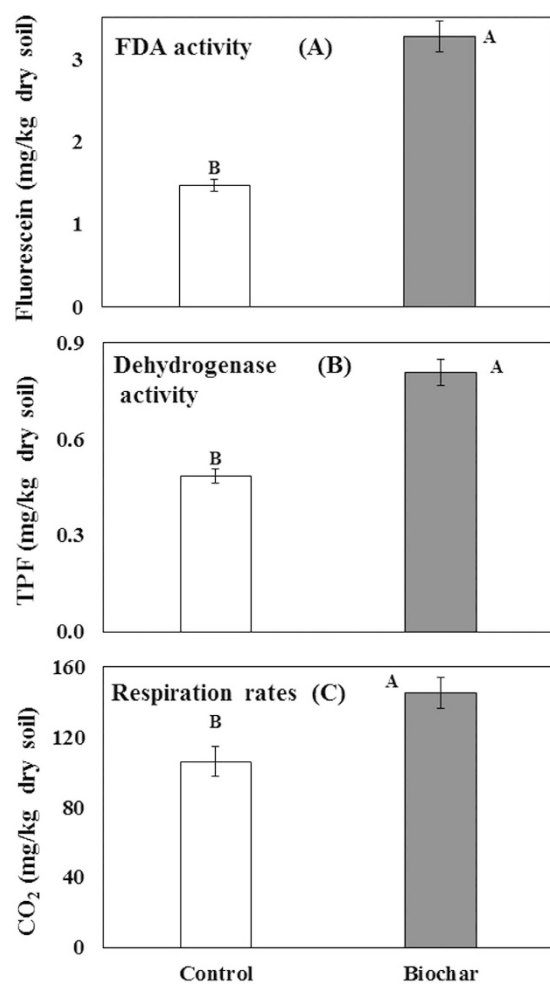 FDA activity (A)
Fluorescein (mg/kg dry soil)
3
2
1
0
B
A
Dehydrogenase (B)
activity
TPF (mg/kg dry soil)
0.9
0.6
0.3
0.0
B
A
Respiration rates (C)
CO₂ (mg/kg dry soil)
160
120
80
40
0
B
A
Control
Biochar